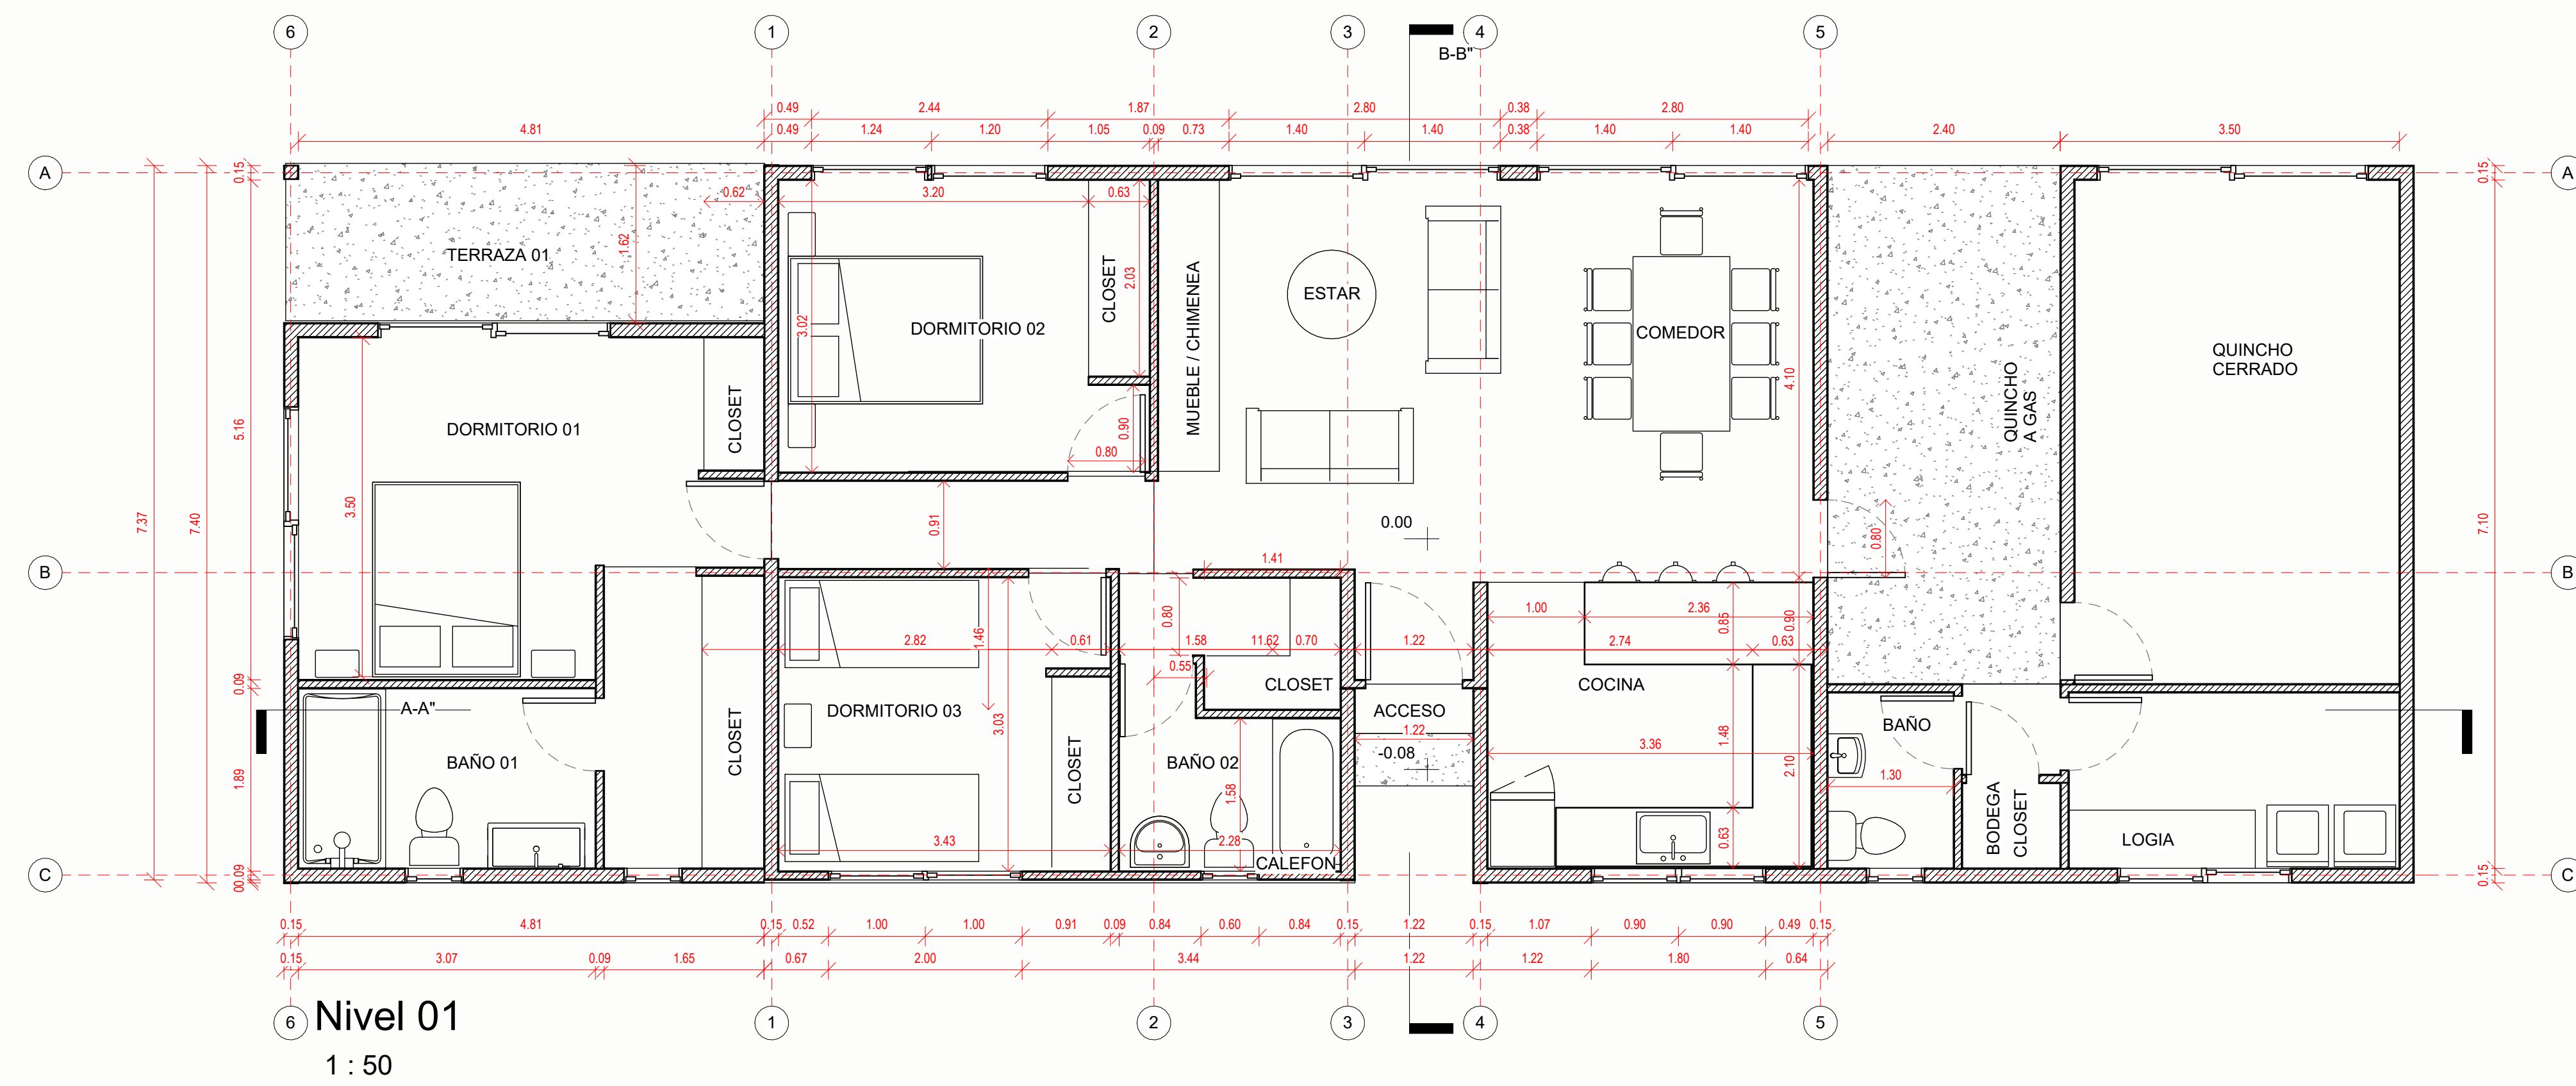 6 1 2 3 4 5
B-B"
0.49 2.44 1.87 2.80 0.38 2.80
4.81 0.49 1.24 1.20 1.05 0.09 0.73 1.40 1.40 0.38 1.40 1.40 2.40 3.50
A 0.15 0.15 A
0.62 3.20 0.63
TERRAZA 01
1.62
CLOSET
2.03
MUEBLE / CHIMENEA
ESTAR
3.02
DORMITORIO 02
COMEDOR
4.10
QUINCHO
A GAS
QUINCHO
CERRADO
5.16
DORMITORIO 01
CLOSET
0.90
0.80
3.50
7.37
7.40
0.91
0.00
0.80
7.10
1.41
B B
1.00 2.36
0.80
0.85
0.90
2.82
1.46
0.61 1.58 11.62 0.70 1.22 2.74 0.63
0.55
0.09
CLOSET
COCINA
A-A"
DORMITORIO 03
3.03
ACCESO
1.22
BAÑO
CLOSET
1.48
3.36
BAÑO 01
CLOSET
BAÑO 02
-0.08
2.10
1.30
1.89
1.58
BODEGA
CLOSET
3.43 2.28
0.63
LOGIA
CALEFON
C 0.09 0.15 C
0.15 4.81 0.15 0.52 1.00 1.00 0.91 0.09 0.84 0.60 0.84 0.15 1.22 0.15 1.07 0.90 0.90 0.49 0.15
0.15 3.07 0.09 1.65 0.67 2.00 3.44 1.22 1.22 1.80 0.64
6 1 2 3 4 5
Nivel 01
1 : 50